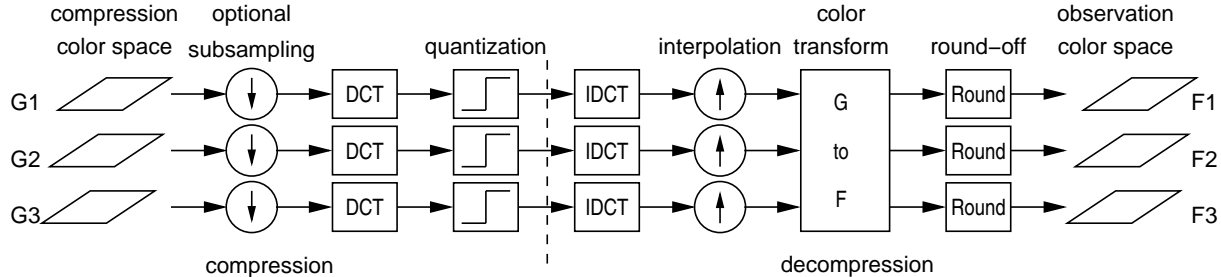 compression
color space
optional
subsampling
quantization
interpolation
color
transform
round−off
observation
color space
G1
DCT
IDCT
G
Round
F1
G2
DCT
IDCT
to
Round
F2
G3
DCT
IDCT
F
Round
F3
compression
decompression